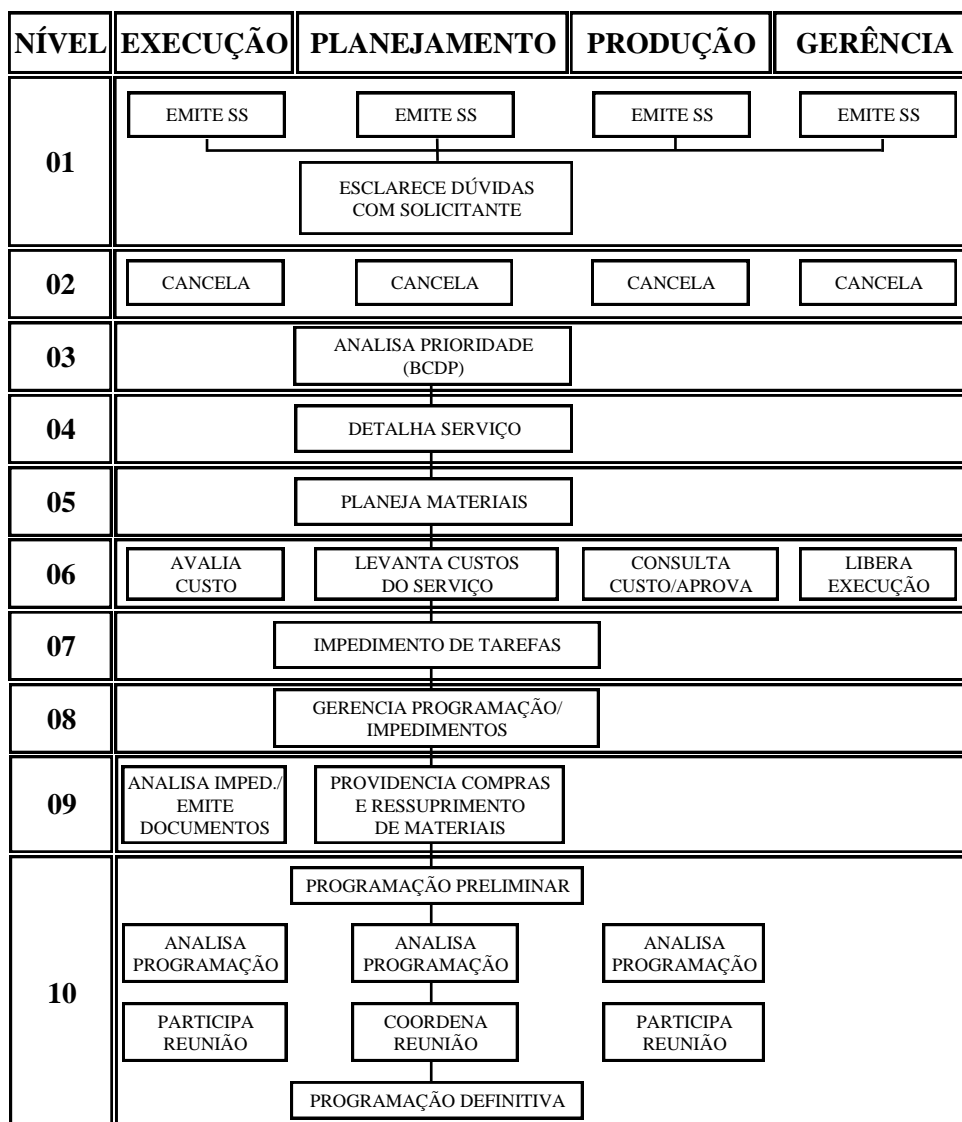 NÍVEL EXECUÇÃO PLANEJAMENTO PRODUÇÃO GERÊNCIA
01
EMITE SS EMITE SS EMITE SS EMITE SS
ESCLARECE DÚVIDAS
COM SOLICITANTE
02
CANCELA CANCELA CANCELA CANCELA
03
ANALISA PRIORIDADE
(BCDP)
04
DETALHA SERVIÇO
05
PLANEJA MATERIAIS
06
AVALIA
CUSTO
LEVANTA CUSTOS
DO SERVIÇO
CONSULTA
CUSTO/APROVA
LIBERA
EXECUÇÃO
07
IMPEDIMENTO DE TAREFAS
08
GERENCIA PROGRAMAÇÃO/
IMPEDIMENTOS
09
ANALISA IMPED./
EMITE
DOCUMENTOS
PROVIDENCIA COMPRAS
E RESSUPRIMENTO
DE MATERIAIS
10
PROGRAMAÇÃO PRELIMINAR
ANALISA
PROGRAMAÇÃO
ANALISA
PROGRAMAÇÃO
ANALISA
PROGRAMAÇÃO
PARTICIPA
REUNIÃO
COORDENA
REUNIÃO
PARTICIPA
REUNIÃO
PROGRAMAÇÃO DEFINITIVA